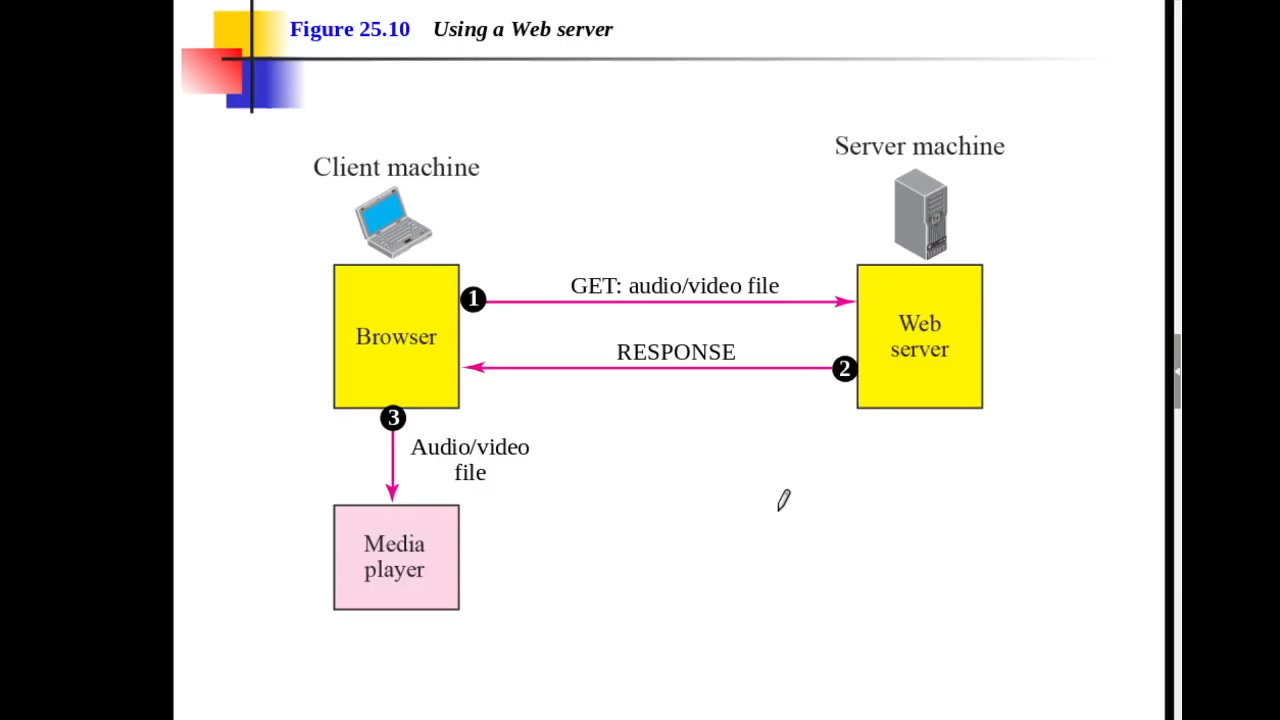 Figure 25.10 Using a Web server
Server machine
Client machine
1
GET: audio/video file
Browser
Web
server
RESPONSE
2
3
Audio/video
file
Media
player